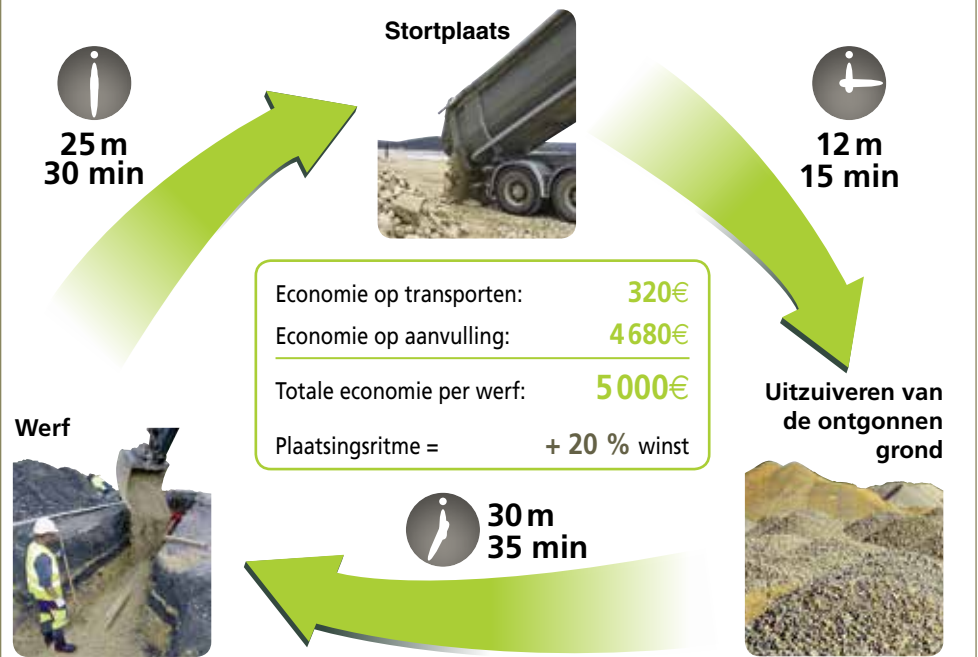 Stortplaats
25 m
30 min
12 m
15 min
Economie op transporten: 320€
Economie op aanvulling: 4 680€
Totale economie per werf: 5 000€
Plaatsingsritme = + 20 % winst
Uitzuiveren van
de ontgonnen
grond
Werf
30 m
35 min